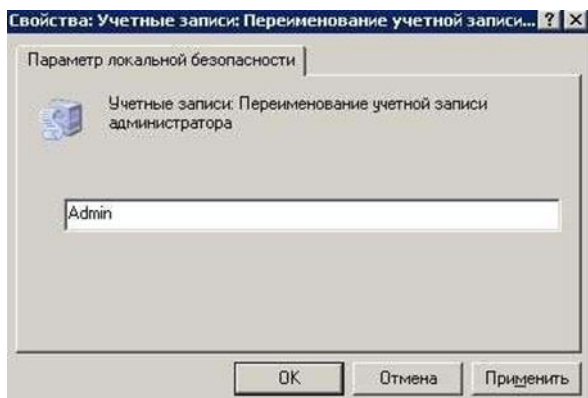 Свойства: Учетные записи: Переименование учетной записи...
Параметр локальной безопасности
Учетные записи: Переименование учетной записи
администратора
Admin
OK Отмена Применить